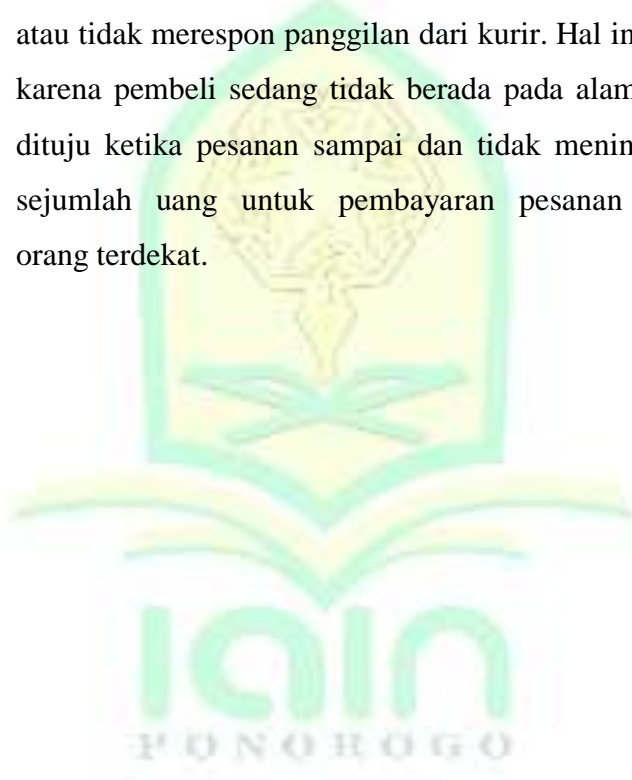 atau tidak merespon panggilan dari kurir. Hal in
karena pembeli sedang tidak berada pada alam
dituju ketika pesanan sampai dan tidak menin
sejumlah uang untuk pembayaran pesanan
orang terdekat.
iain
PONOROGO